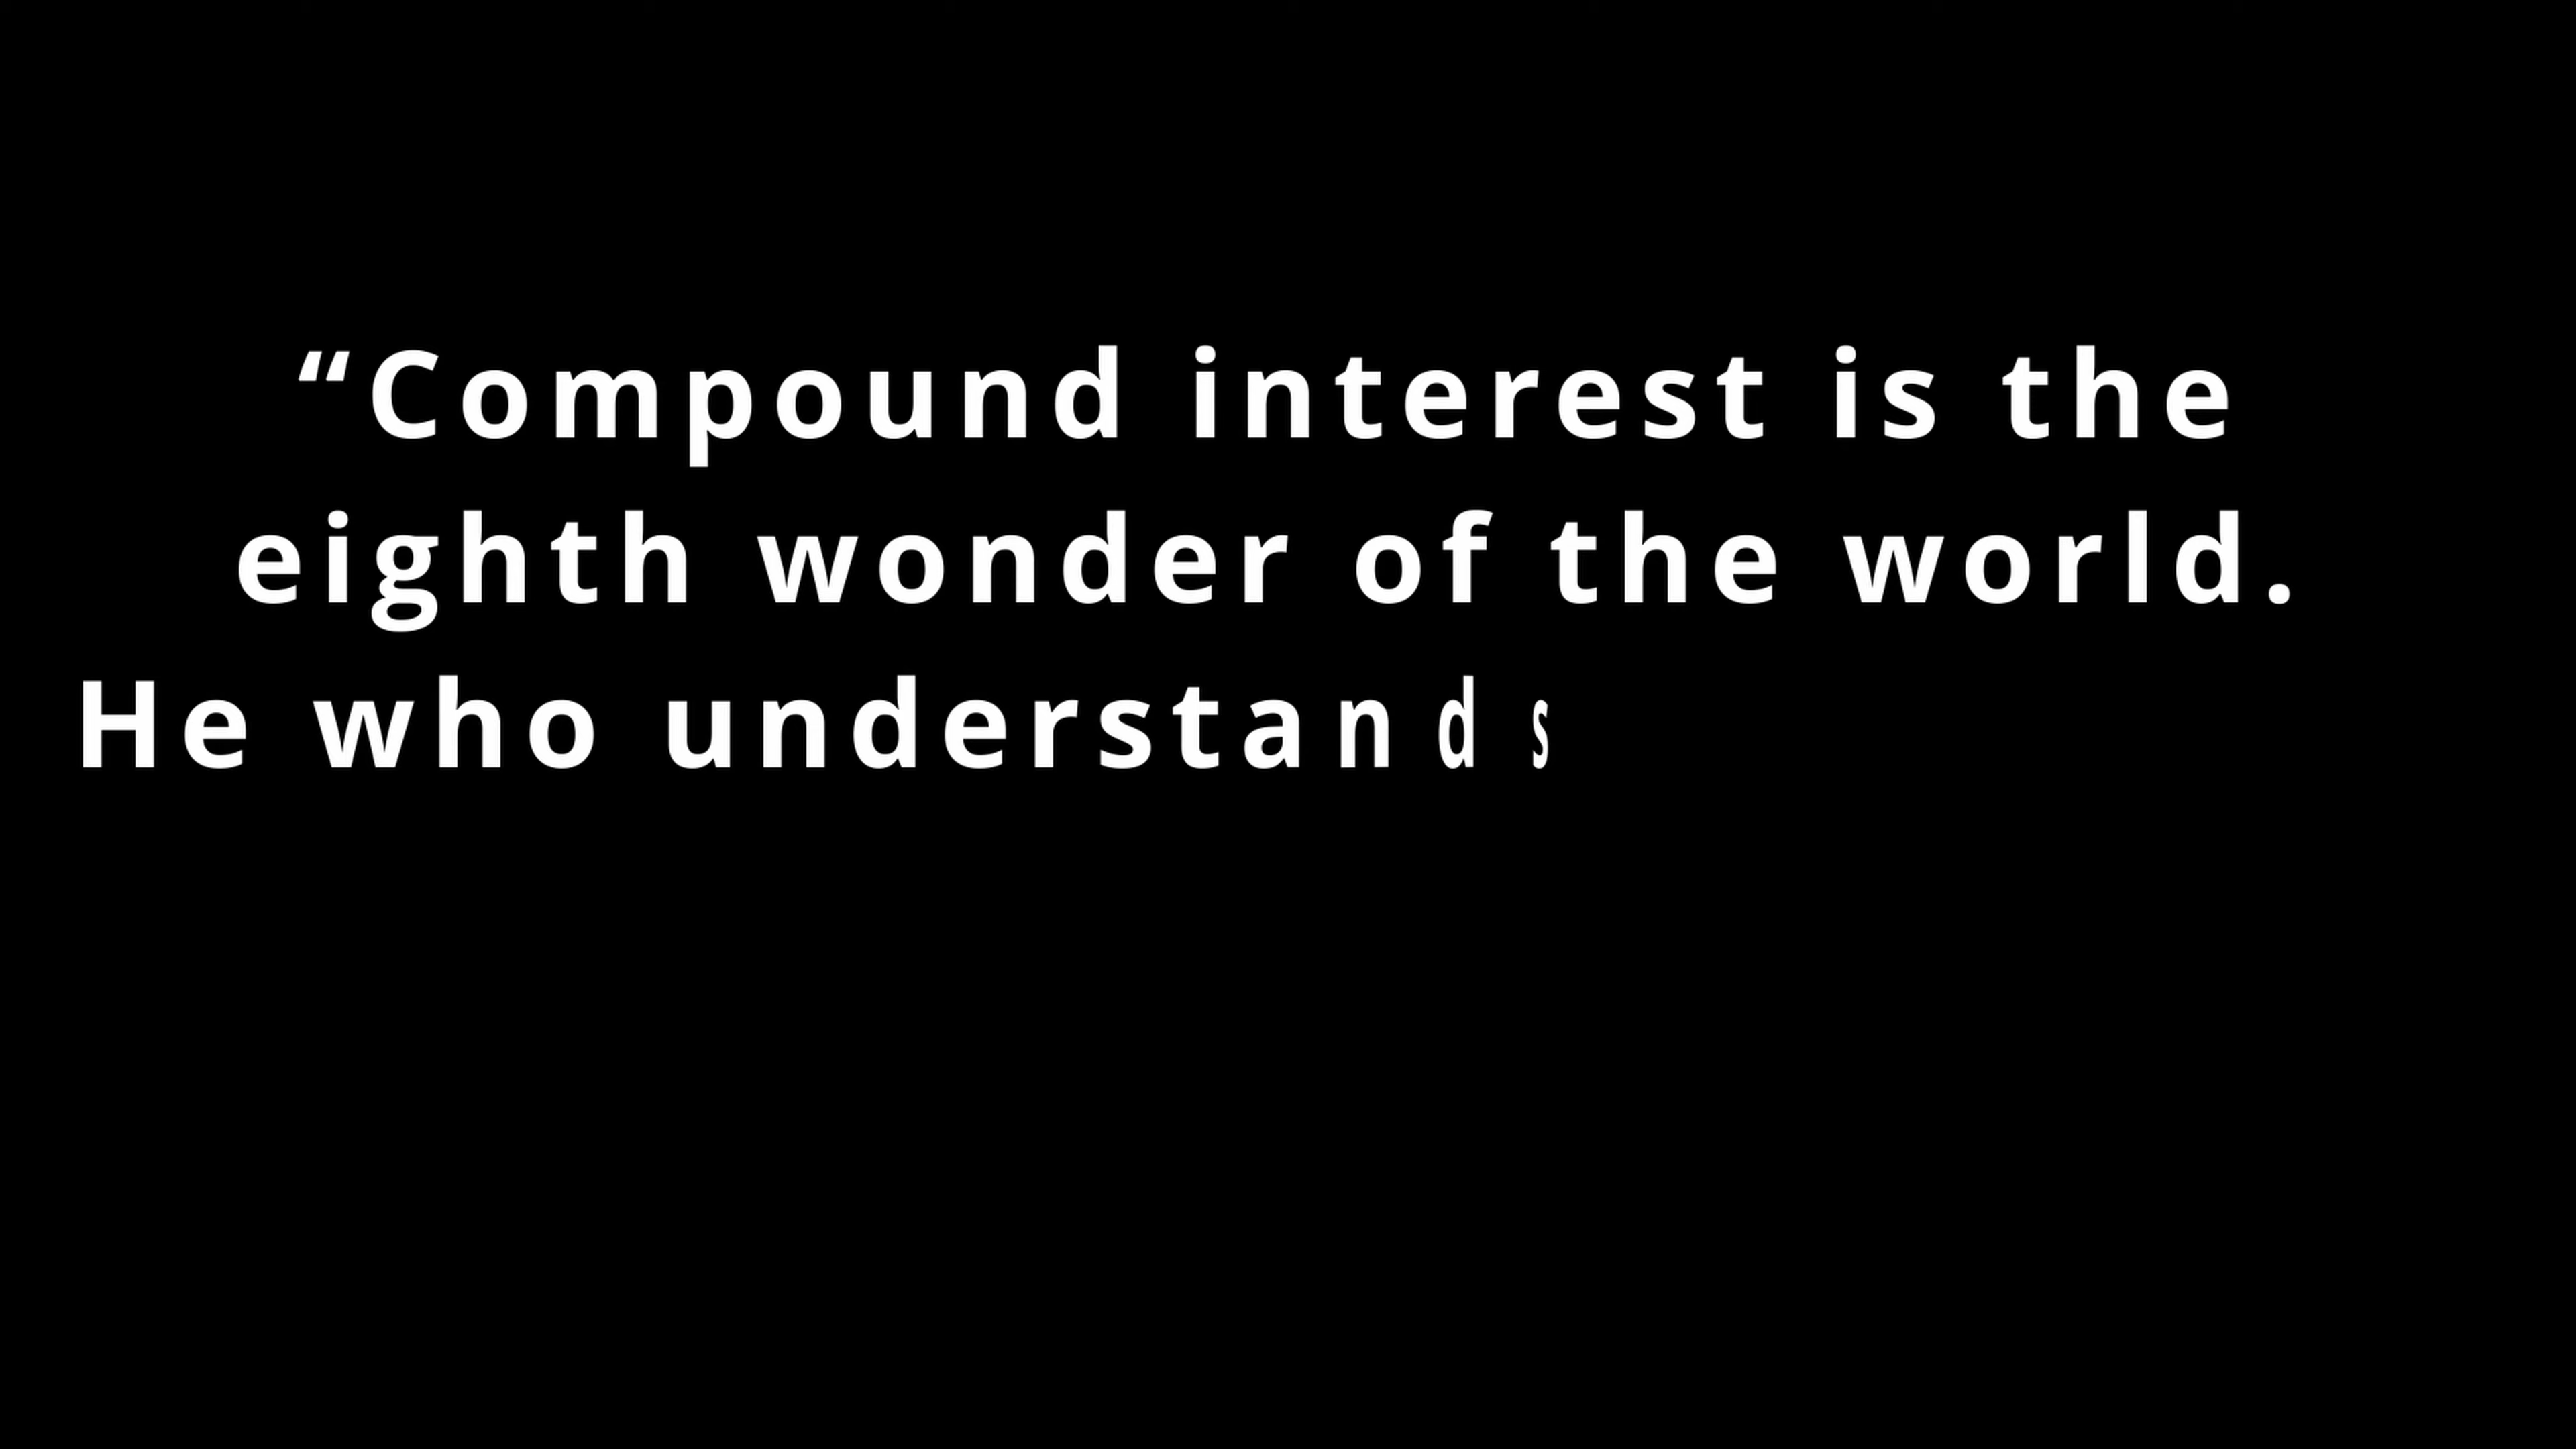 “Compound interest is the
eighth wonder of the world.
He who understands